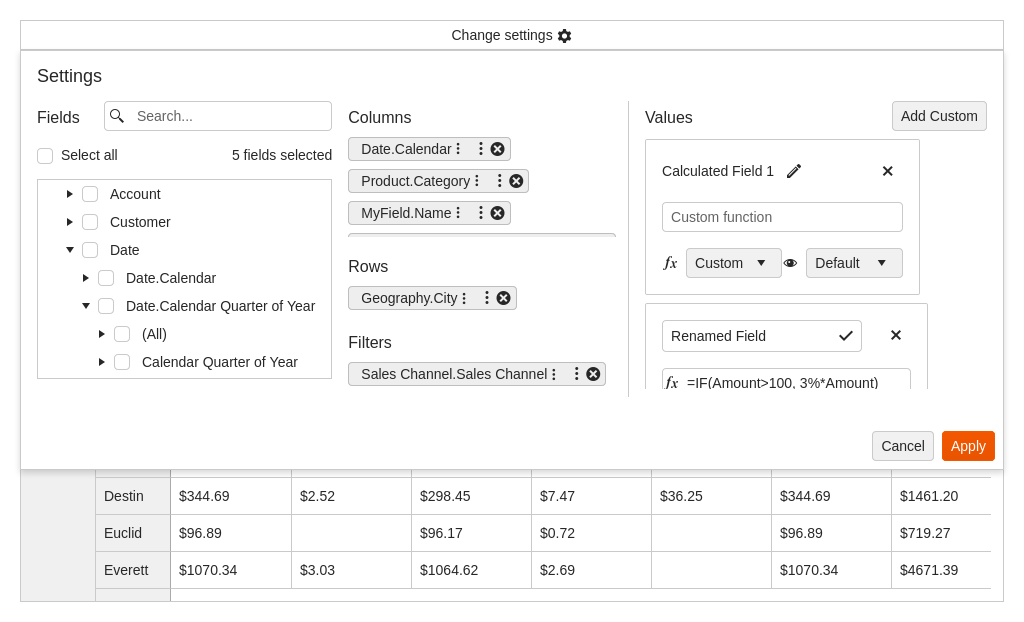 Change settings
Settings
Fields
Search...
Select all
5 fields selected
Account
Customer
Date
Date.Calendar
Date.Calendar Quarter of Year
(All)
Calendar Quarter of Year
Columns
Date.Calendar
Product.Category
MyField.Name
Rows
Geography.City
Filters
Sales Channel.Sales Channel
Values
Add Custom
Calculated Field 1
Custom function
fx Custom Default
Renamed Field
fx =IF(Amount>100, 3%*Amount)
Cancel Apply
Destin $344.69 $2.52 $298.45 $7.47 $36.25 $344.69 $1461.20
Euclid $96.89 $96.17 $0.72 $96.89 $719.27
Everett $1070.34 $3.03 $1064.62 $2.69 $1070.34 $4671.39